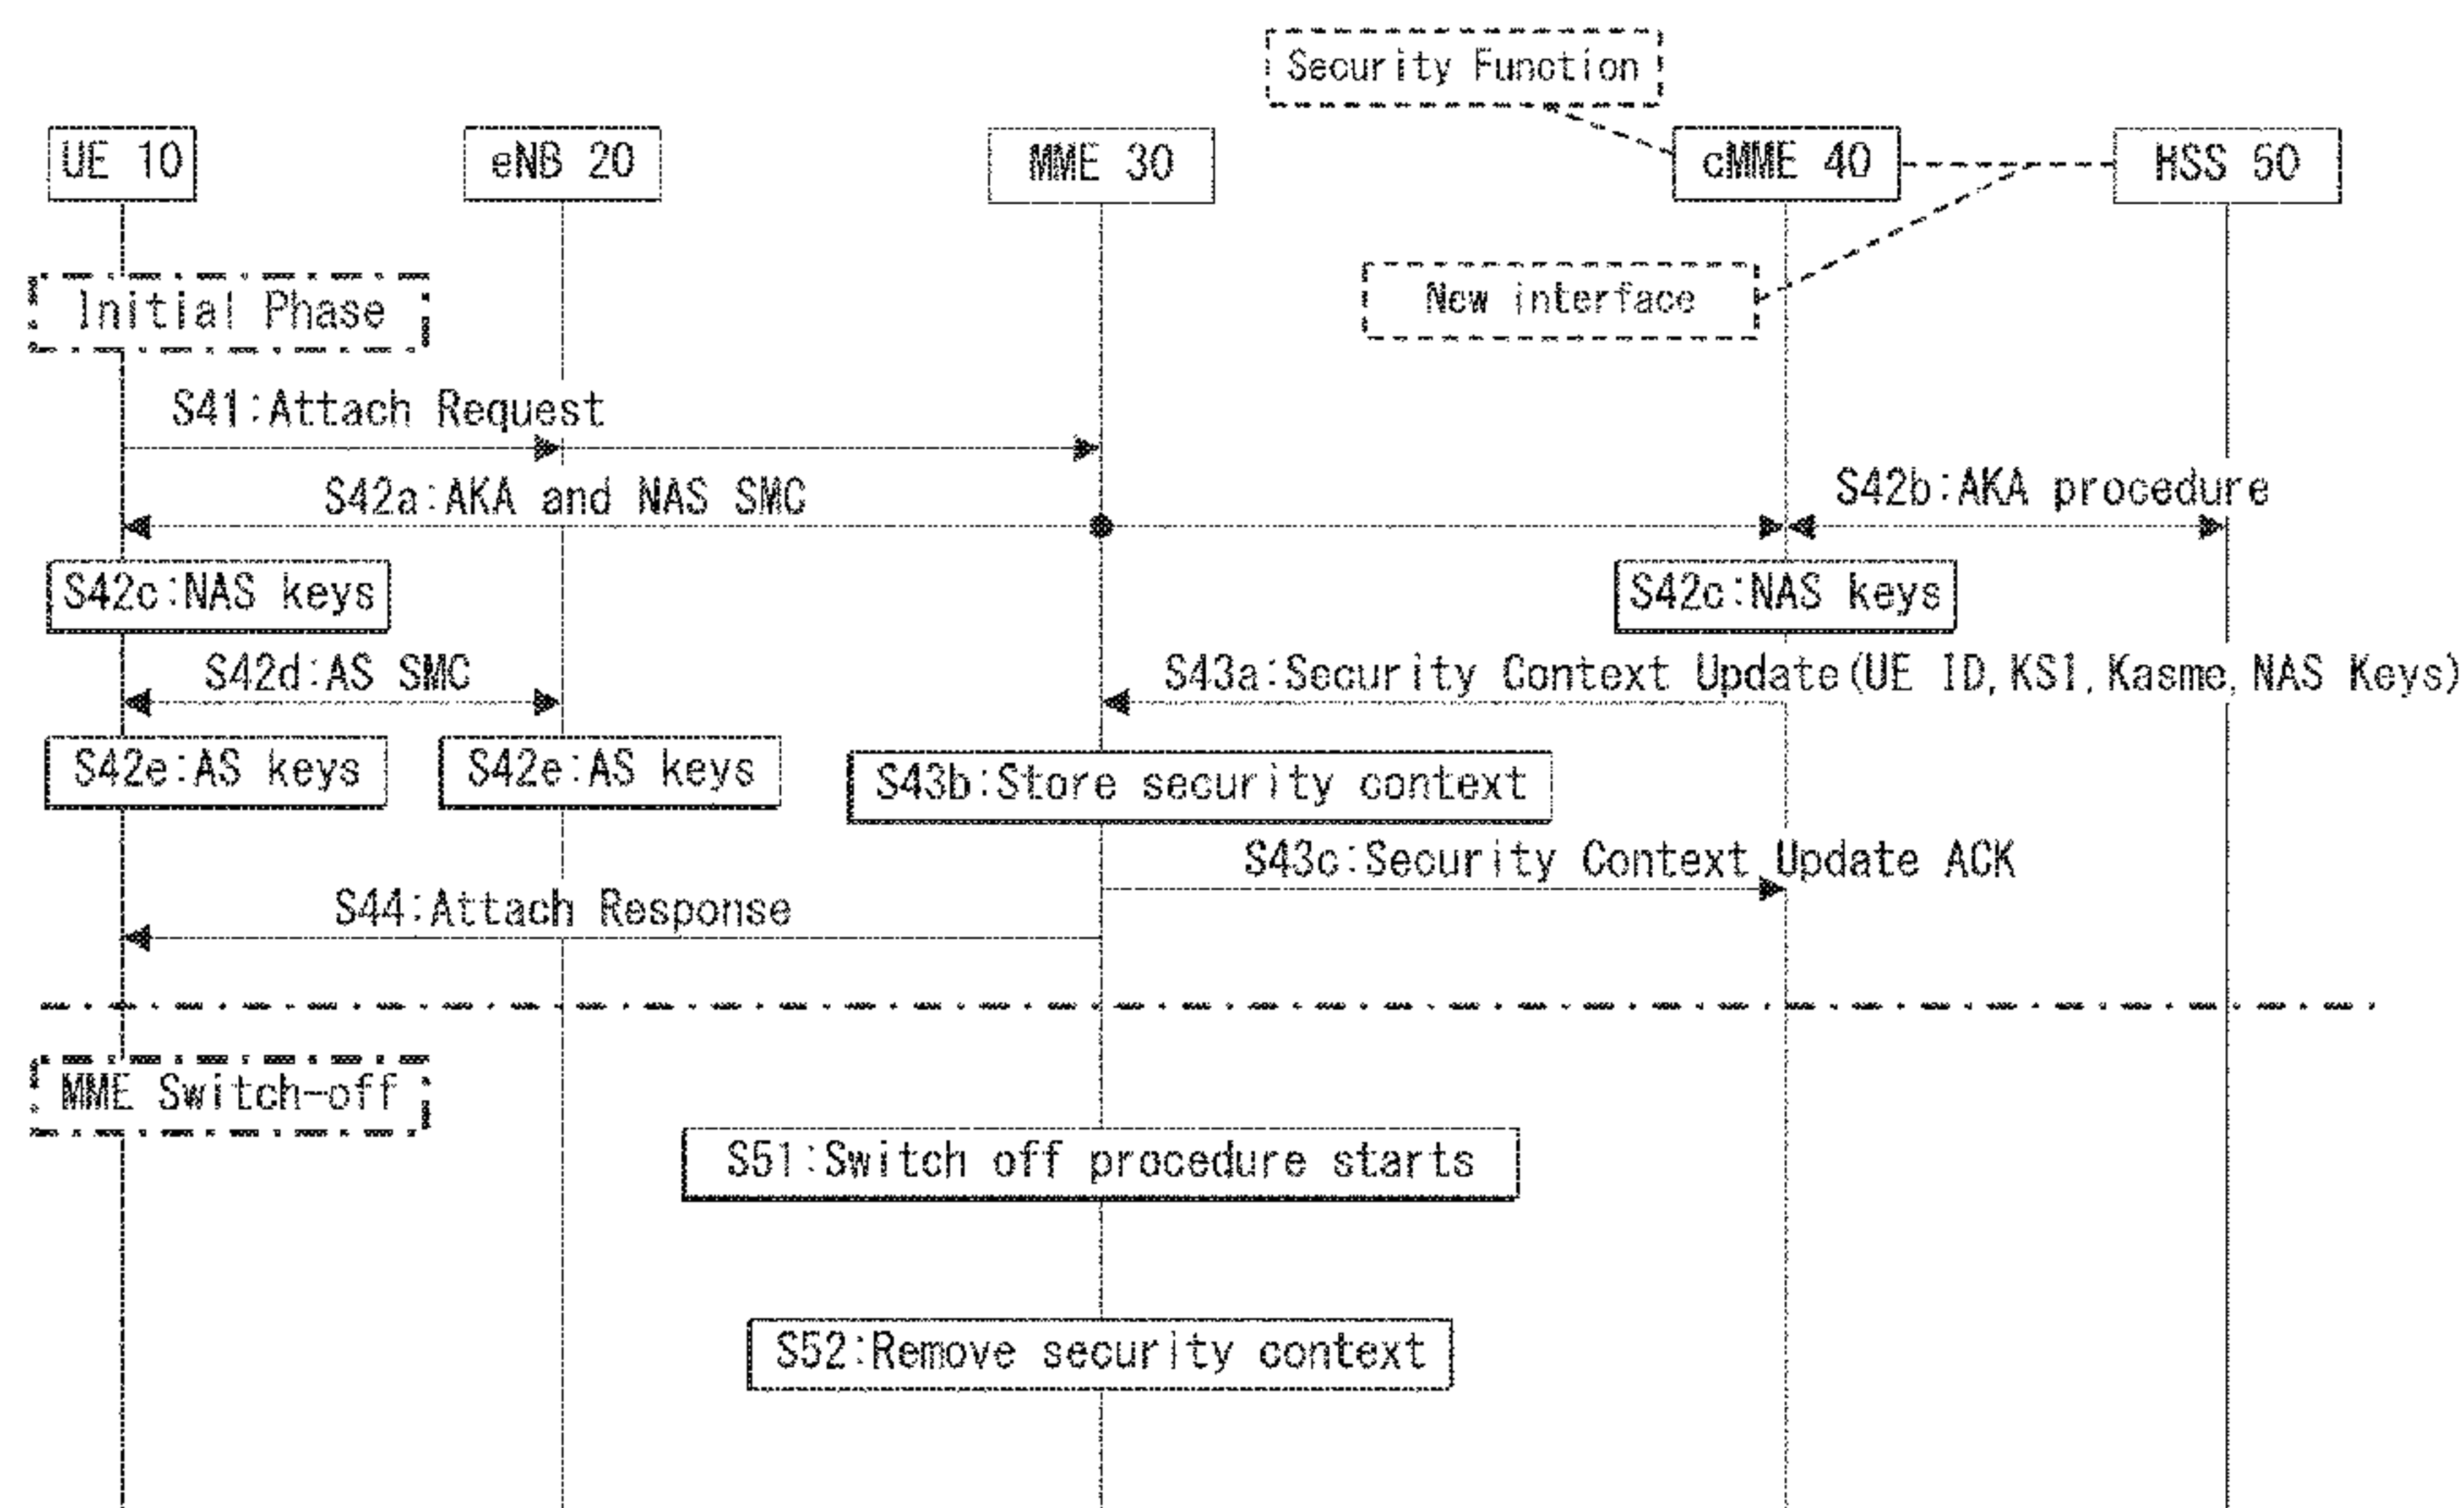 Security Function
UE 10
eNB 20
MME 30
cMME 40
HSS 50
New interface
Initial Phase
S41:Attach Request
S42a:AKA and NAS SMC
S42b:AKA procedure
S42c:NAS keys
S42c:NAS keys
S42d:AS SMC
S43a:Security Context Update(UE ID,KSI,Kasme,NAS Keys)
S42e:AS keys
S42e:AS keys
S43b:Store security context
S43c:Security Context Update ACK
S44:Attach Response
MME Switch-off
S51:Switch off procedure starts
S52:Remove security context